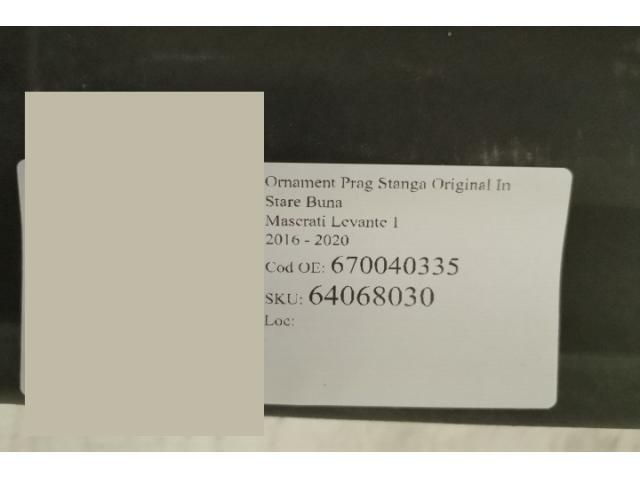 Ornament Prag Stanga Original In
Stare Buna
Maserati Levante 1
2016 - 2020
Cod OE: 670040335
SKU: 64068030
Loc: